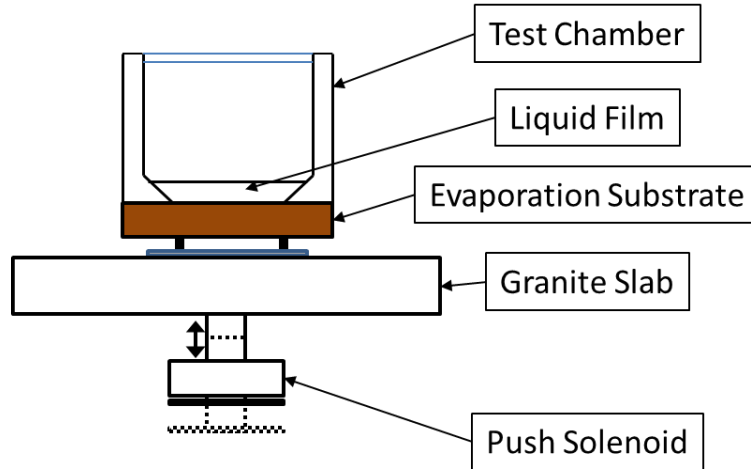 Test Chamber
Liquid Film
Evaporation Substrate
Granite Slab
Push Solenoid